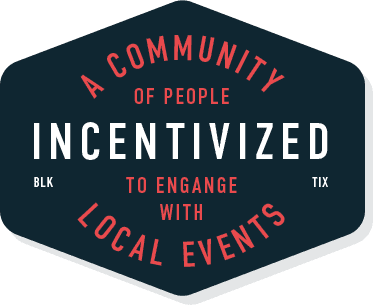 A COMMUNITY
OF PEOPLE
INCENTIVIZED
BLK
TO ENGANGE
TIX
WITH
LOCAL EVENTS